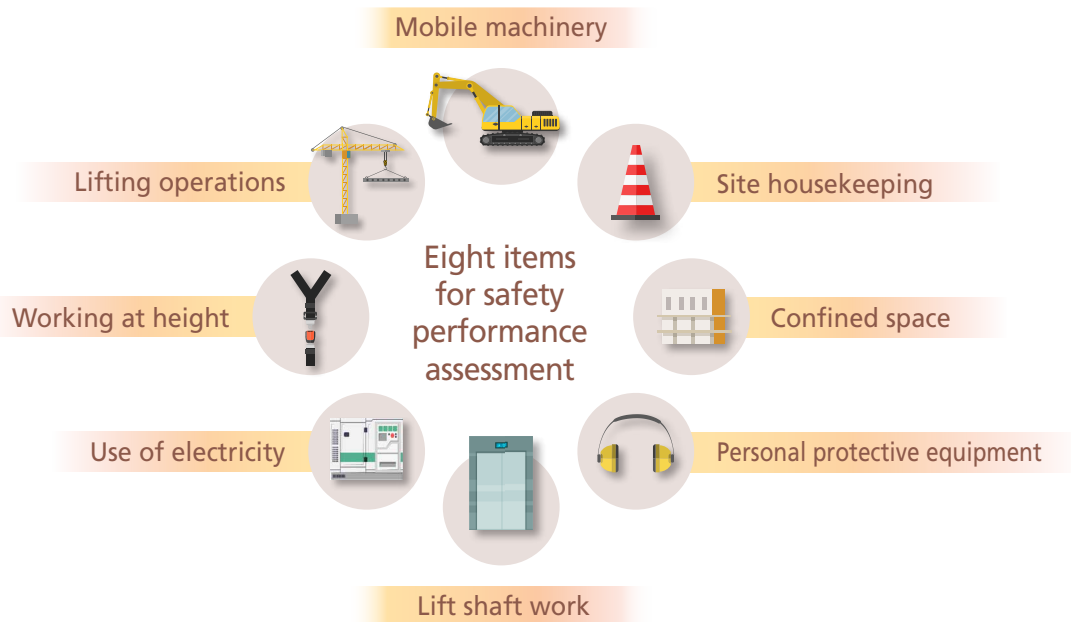 Mobile machinery
Lifting operations
Site housekeeping
Eight items
for safety
performance
assessment
Working at height
Confined space
Use of electricity
Personal protective equipment
Lift shaft work